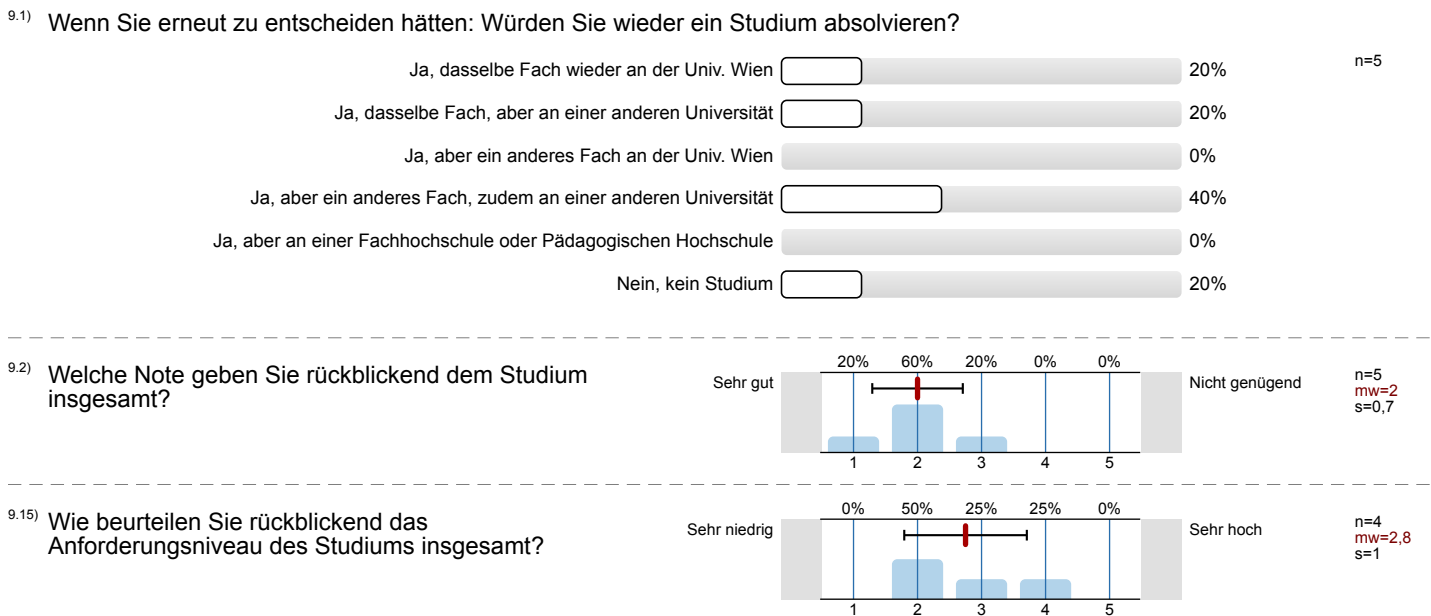 9.1) Wenn Sie erneut zu entscheiden hätten: Würden Sie wieder ein Studium absolvieren?
Ja, dasselbe Fach wieder an der Univ. Wien 20% n=5
Ja, dasselbe Fach, aber an einer anderen Universität 20%
Ja, aber ein anderes Fach an der Univ. Wien 0%
Ja, aber ein anderes Fach, zudem an einer anderen Universität 40%
Ja, aber an einer Fachhochschule oder Pädagogischen Hochschule 0%
Nein, kein Studium 20%
9.2) Welche Note geben Sie rückblickend dem Studium
insgesamt?
20% 60% 20% 0% 0%
Sehr gut Nicht genügend
1 2 3 4 5
n=5
mw=2
s=0,7
9.15) Wie beurteilen Sie rückblickend das
Anforderungsniveau des Studiums insgesamt?
0% 50% 25% 25% 0%
Sehr niedrig Sehr hoch
1 2 3 4 5
n=4
mw=2,8
s=1